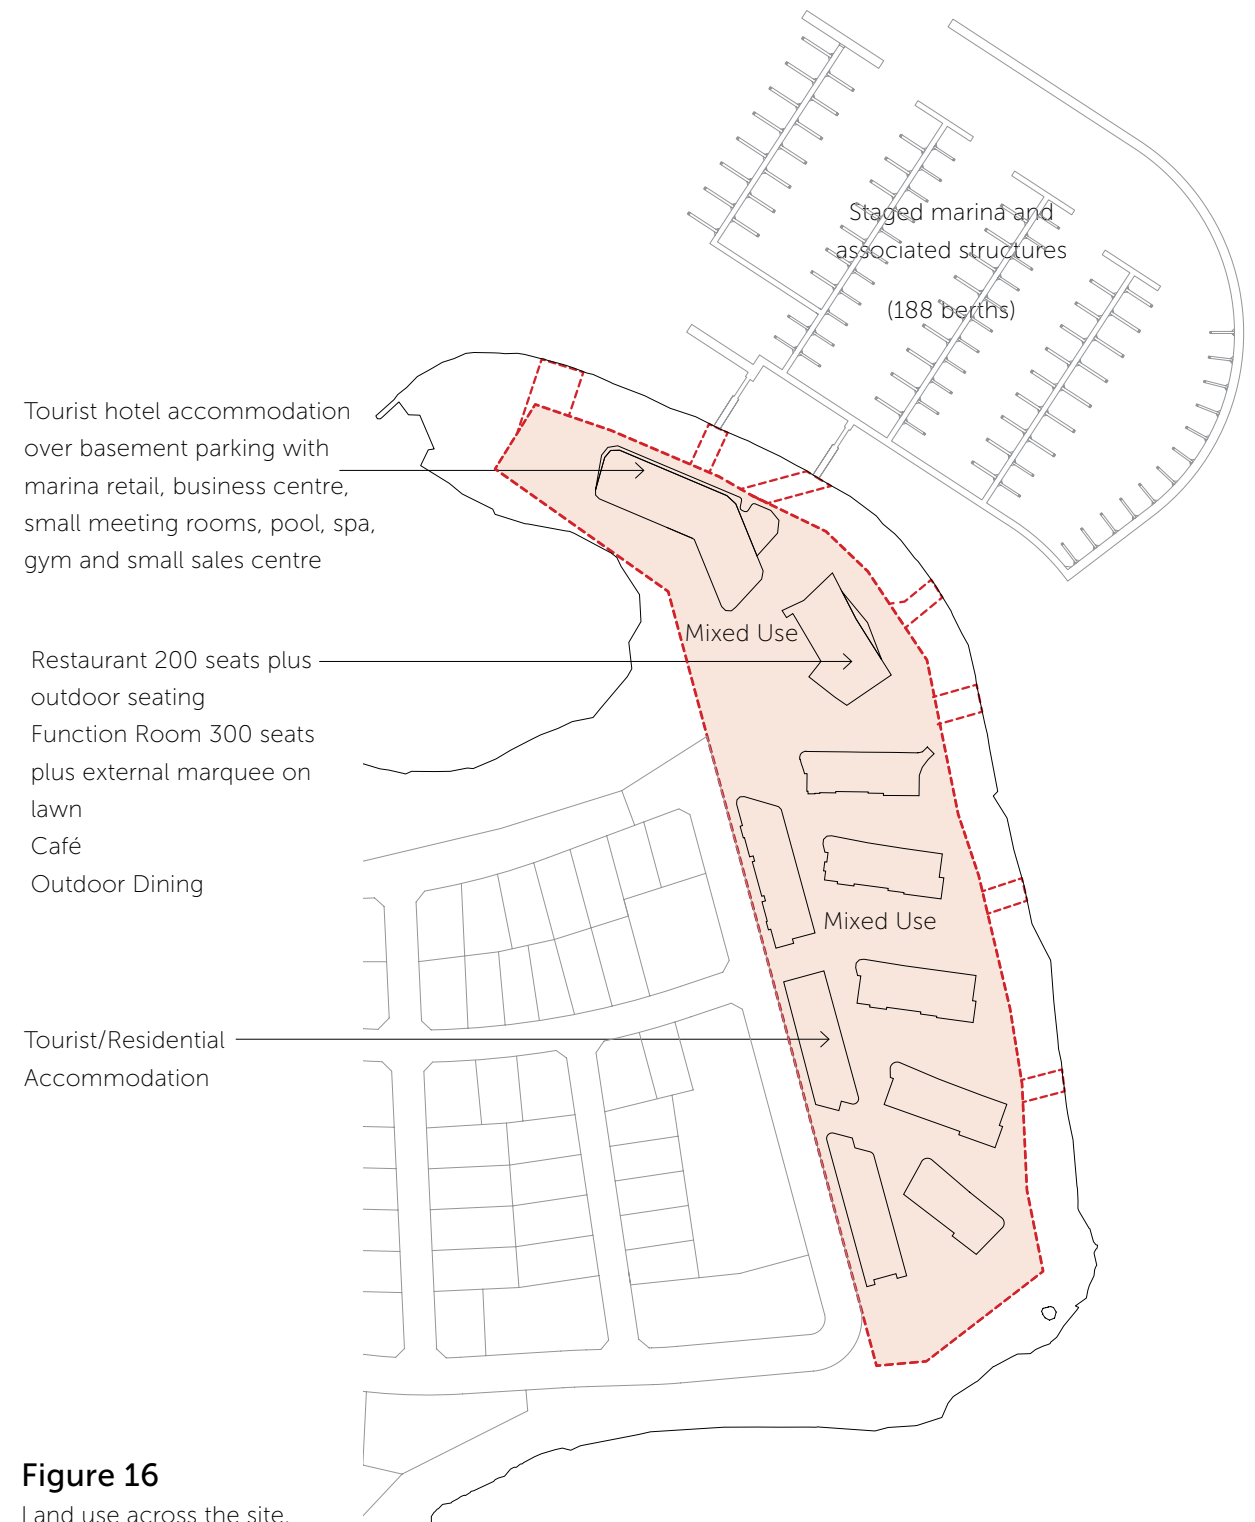 Staged marina and
associated structures
(188 berths)
Tourist hotel accommodation
over basement parking with
marina retail, business centre,
small meeting rooms, pool, spa,
gym and small sales centre
Mixed Use
Restaurant 200 seats plus
outdoor seating
Function Room 300 seats
plus external marquee on
lawn
Café
Outdoor Dining
Mixed Use
Tourist/Residential
Accommodation
Figure 16
Land use across the site.